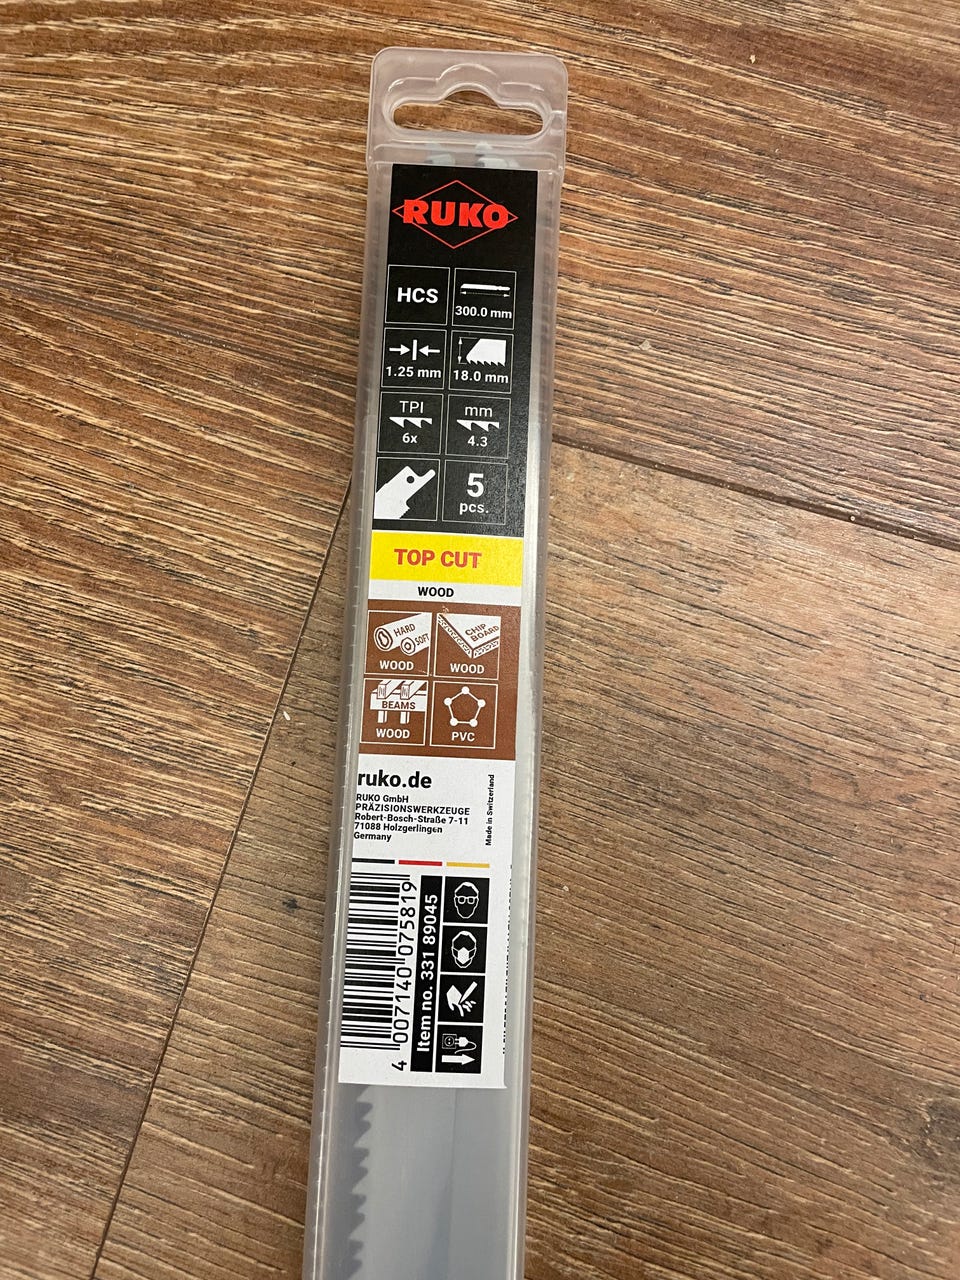 RUKO
HCS
300.0 mm
1.25 mm
18.0 mm
TPI
6x
mm
4.3
5
pcs.
TOP CUT
WOOD
HARD
SOFT
WOOD
CHIP
BOARD
WOOD
BEAMS
WOOD
PVC
ruko.de
RUKO GmbH
PRÄZISIONSWERKZEUGE
Robert-Bosch-Straße 7-11
71088 Holzgerlingen
Germany
Made in Switzerland
4 007140 075819
Item no. 331 89045